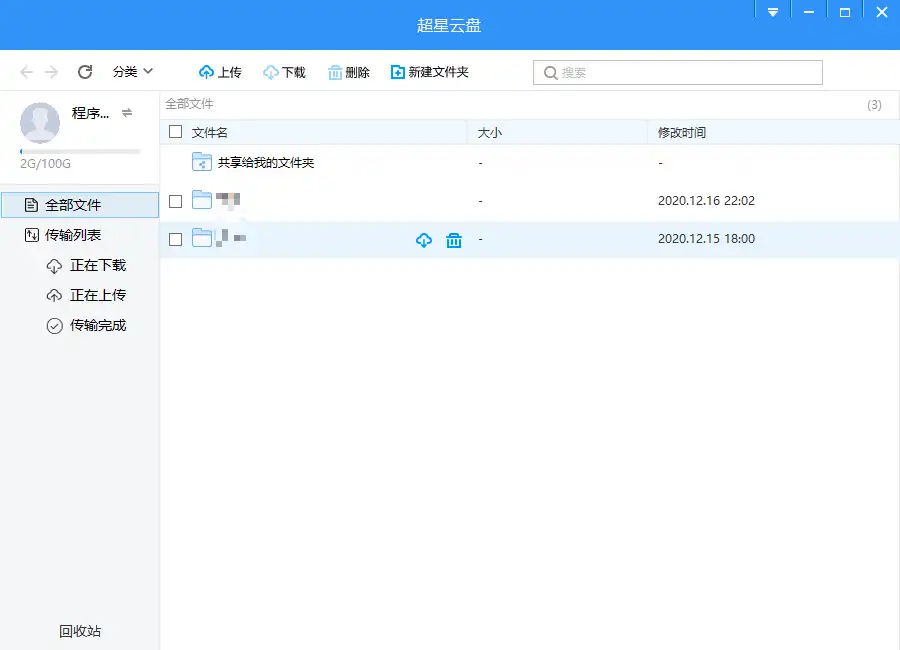 超星云盘
分类 上传 下载 删除 新建文件夹 搜索
程序...
2G/100G
全部文件
传输列表
正在下载
正在上传
传输完成
回收站
全部文件 (3)
文件名 大小 修改时间
共享给我的文件夹 - -
- 2020.12.16 22:02
- 2020.12.15 18:00